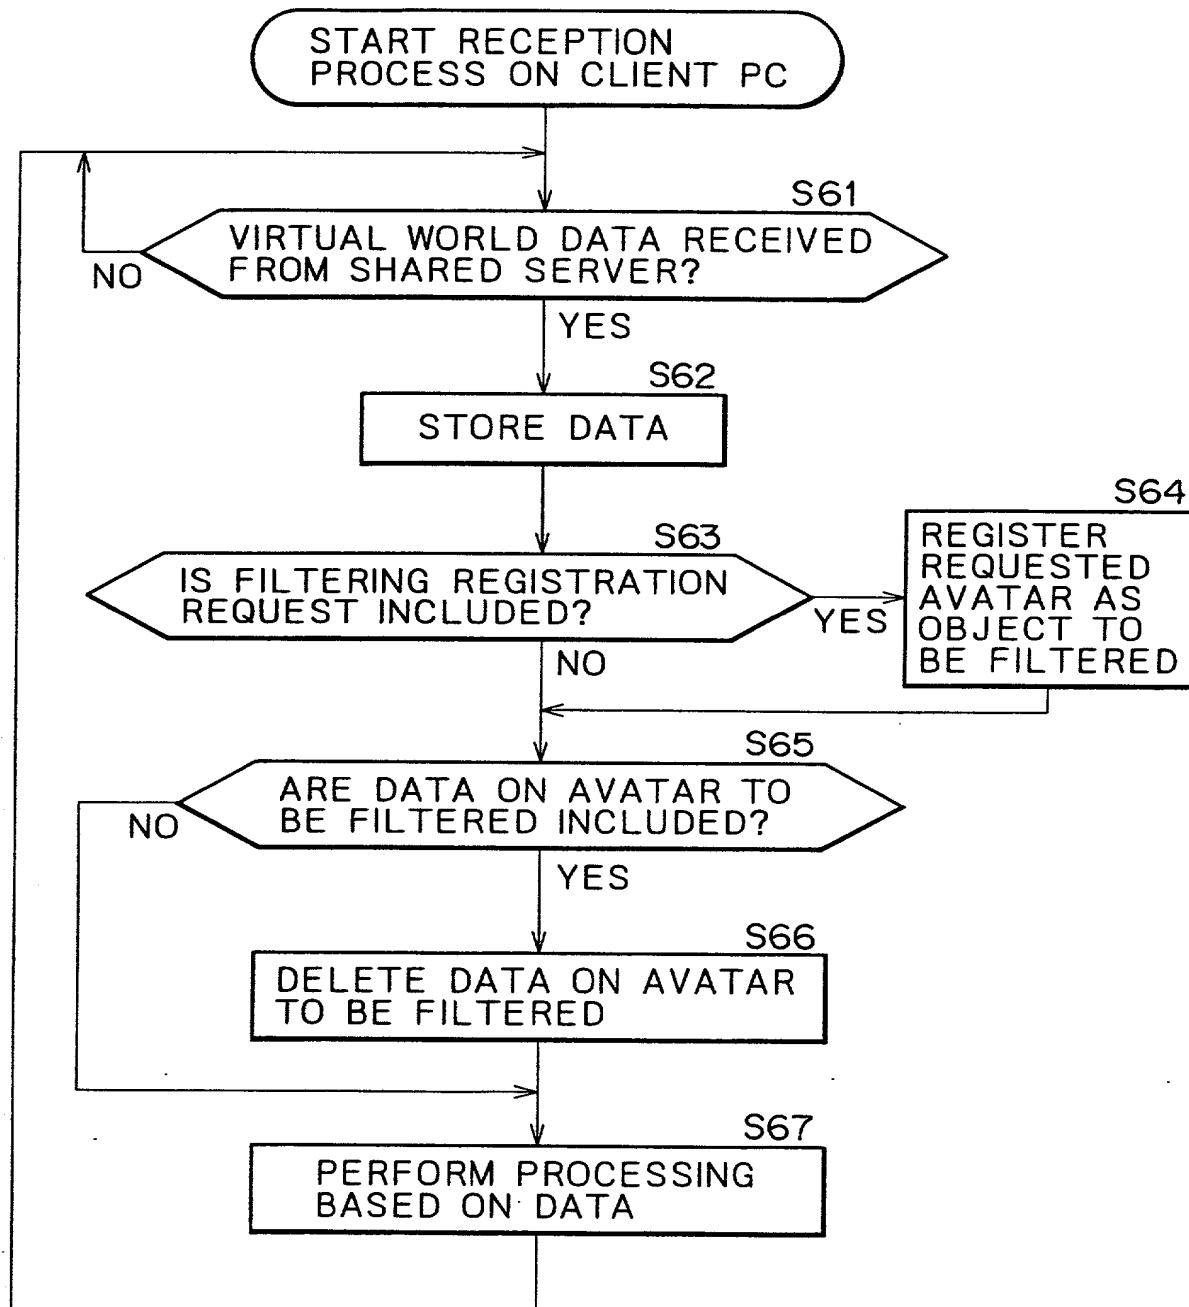 START RECEPTION
PROCESS ON CLIENT PC
S61
VIRTUAL WORLD DATA RECEIVED
FROM SHARED SERVER?
NO
YES
S62
STORE DATA
S63
IS FILTERING REGISTRATION
REQUEST INCLUDED?
YES
NO
S64
REGISTER
REQUESTED
AVATAR AS
OBJECT TO
BE FILTERED
S65
ARE DATA ON AVATAR TO
BE FILTERED INCLUDED?
NO
YES
S66
DELETE DATA ON AVATAR
TO BE FILTERED
S67
PERFORM PROCESSING
BASED ON DATA